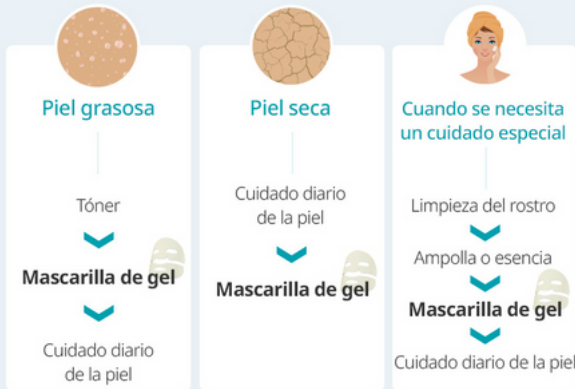 Piel grasosa
Tóner
Mascarilla de gel
Cuidado diario
de la piel
Piel seca
Cuidado diario
de la piel
Mascarilla de gel
Cuando se necesita
un cuidado especial
Limpieza del rostro
Ampolla o esencia
Mascarilla de gel
Cuidado diario de la piel